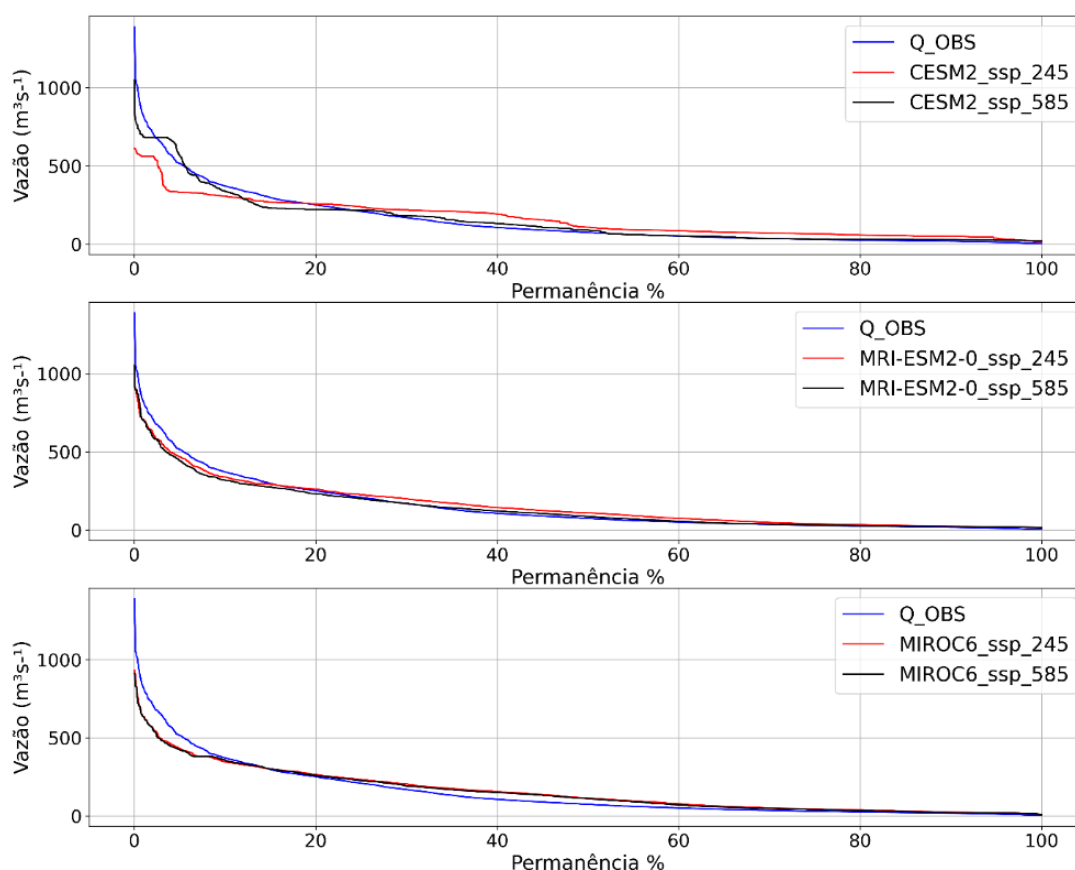 Q_OBS
CESM2_ssp_245
CESM2_ssp_585
Vazão (m³s⁻¹)
1000
500
0
0 20 40 60 80 100
Permanência %
Q_OBS
MRI-ESM2-0_ssp_245
MRI-ESM2-0_ssp_585
Vazão (m³s⁻¹)
1000
500
0
0 20 40 60 80 100
Permanência %
Q_OBS
MIROC6_ssp_245
MIROC6_ssp_585
Vazão (m³s⁻¹)
1000
500
0
0 20 40 60 80 100
Permanência %